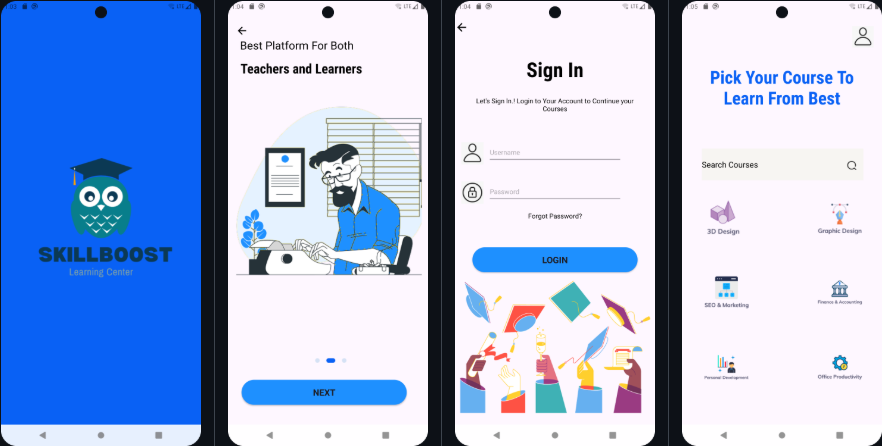 1:03
LTE
SKILLBOOST
Learning Center
1:04
LTE
Best Platform For Both
Teachers and Learners
NEXT
1:04
LTE
Sign In
Let's Sign In.! Login to Your Account to Continue your
Courses
Username
Password
Forgot Password?
LOGIN
1:05
LTE
Pick Your Course To
Learn From Best
Search Courses
3D Design
Graphic Design
SEO & Marketing
Finance & Accounting
Personal Development
Office Productivity